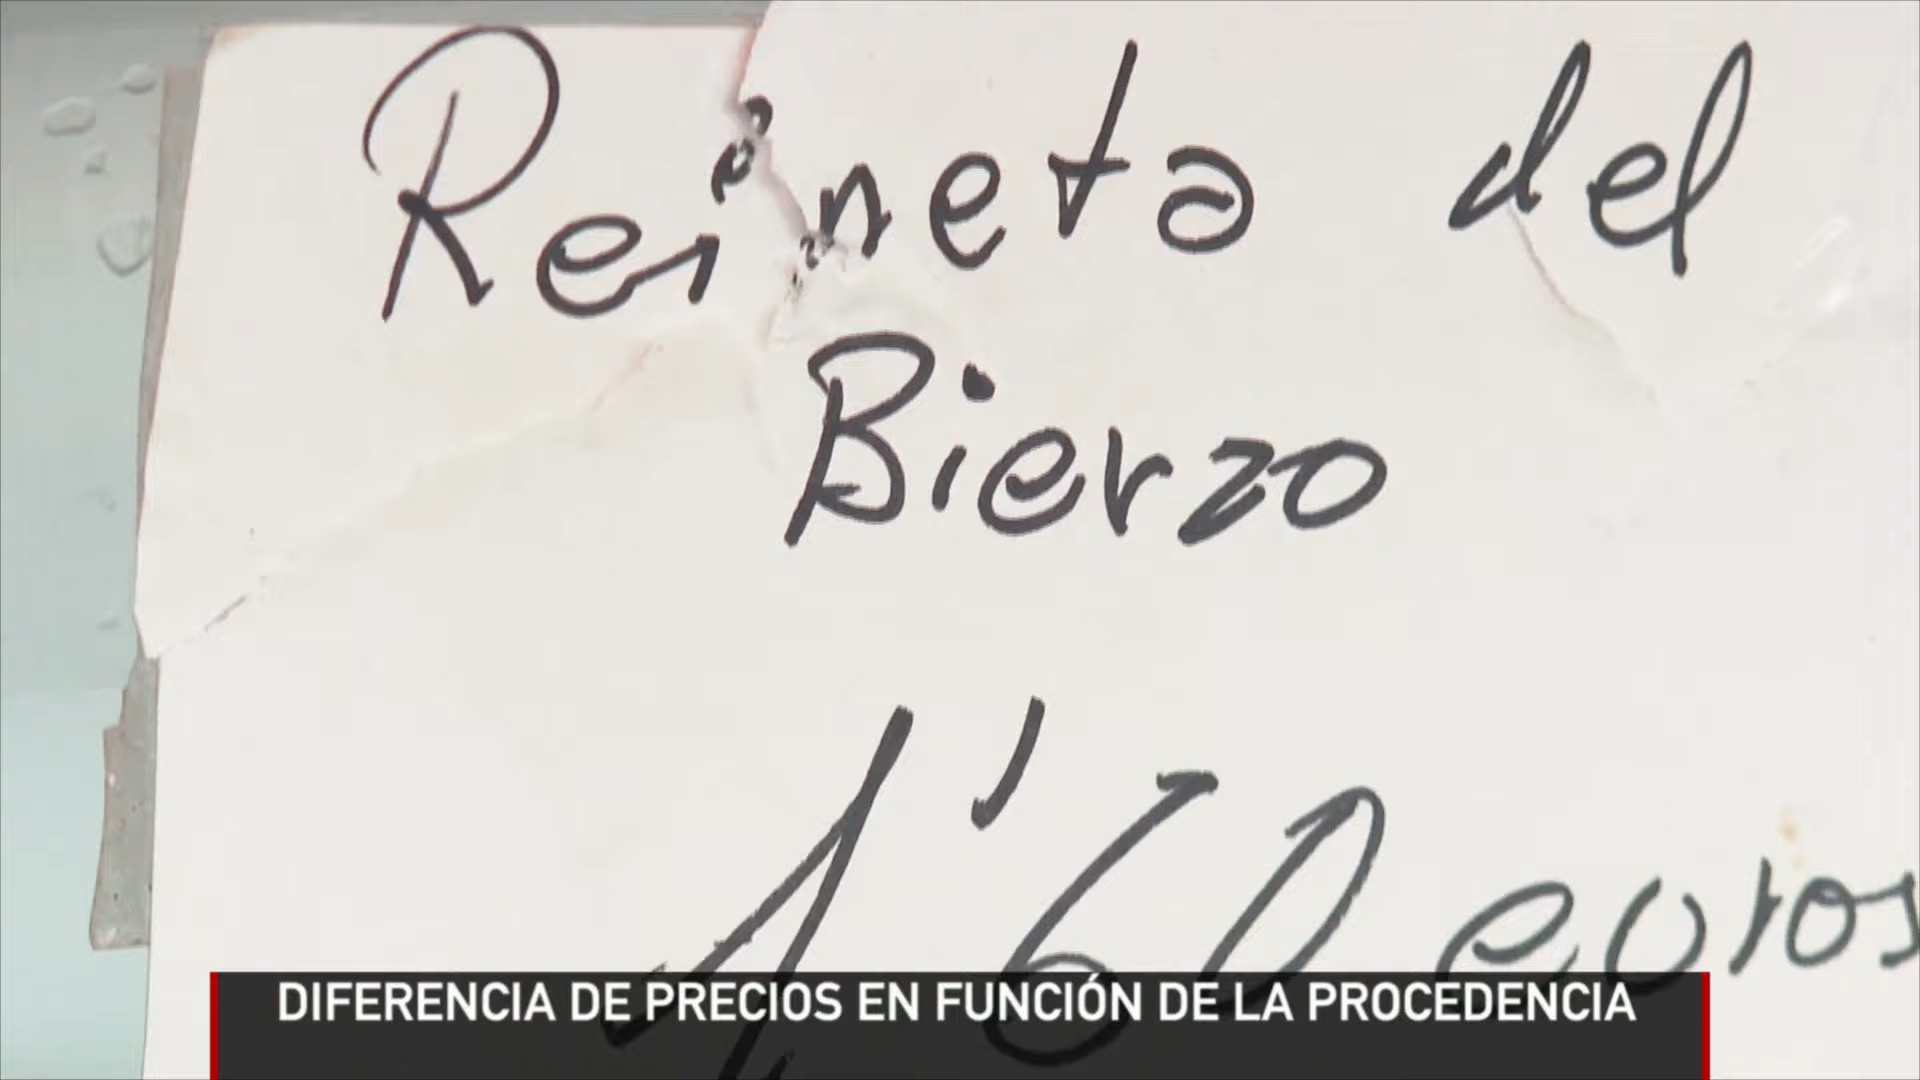 Reineta del
Bierzo
1'60 euros
DIFERENCIA DE PRECIOS EN FUNCIÓN DE LA PROCEDENCIA